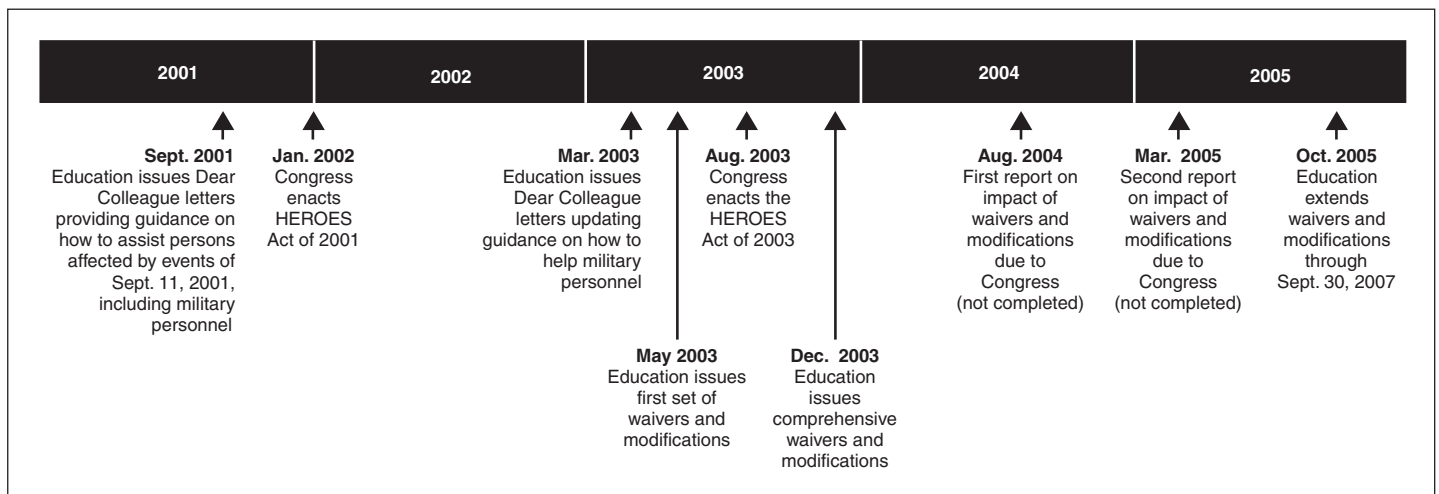 2001
2002
2003
2004
2005
Sept. 2001
Education issues Dear
Colleague letters
providing guidance on
how to assist persons
affected by events of
Sept. 11, 2001,
including military
personnel
Jan. 2002
Congress
enacts
HEROES
Act of 2001
Mar. 2003
Education issues
Dear Colleague
letters updating
guidance on how to
help military
personnel
May 2003
Education issues
first set of
waivers and
modifications
Aug. 2003
Congress
enacts the
HEROES
Act of 2003
Dec. 2003
Education
issues
comprehensive
waivers and
modifications
Aug. 2004
First report on
impact of
waivers and
modifications
due to
Congress
(not completed)
Mar. 2005
Second report
on impact of
waivers and
modifications
due to
Congress
(not completed)
Oct. 2005
Education
extends
waivers and
modifications
through
Sept. 30, 2007